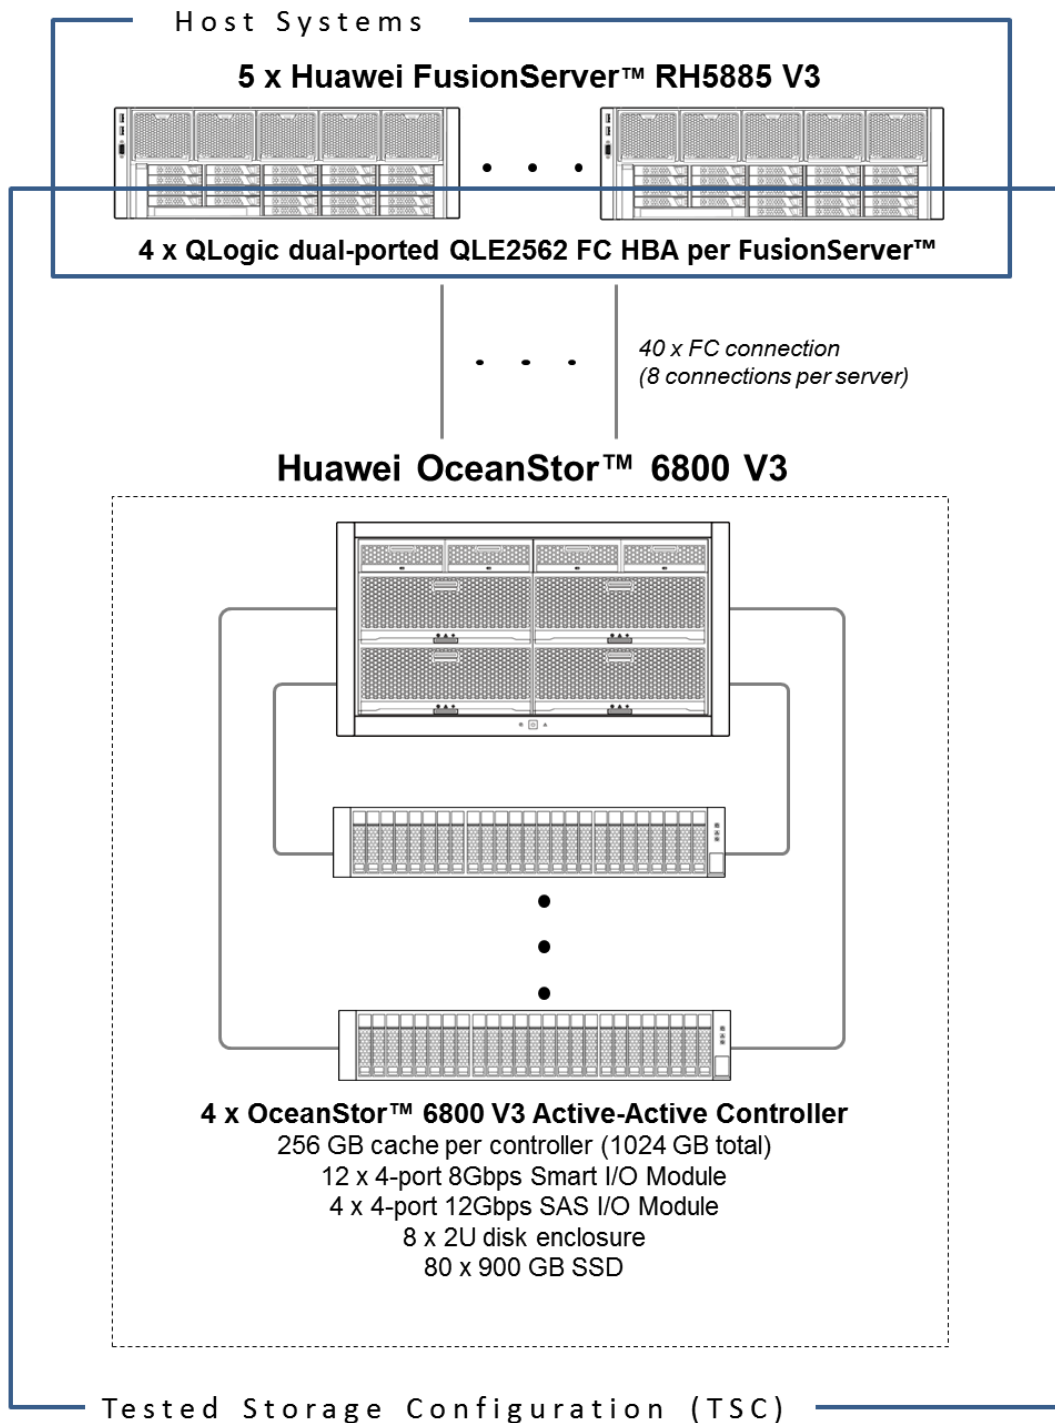 Host Systems
5 x Huawei FusionServer™ RH5885 V3
4 x QLogic dual-ported QLE2562 FC HBA per FusionServer™
40 x FC connection
(8 connections per server)
Huawei OceanStor™ 6800 V3
4 x OceanStor™ 6800 V3 Active-Active Controller
256 GB cache per controller (1024 GB total)
12 x 4-port 8Gbps Smart I/O Module
4 x 4-port 12Gbps SAS I/O Module
8 x 2U disk enclosure
80 x 900 GB SSD
Tested Storage Configuration (TSC)